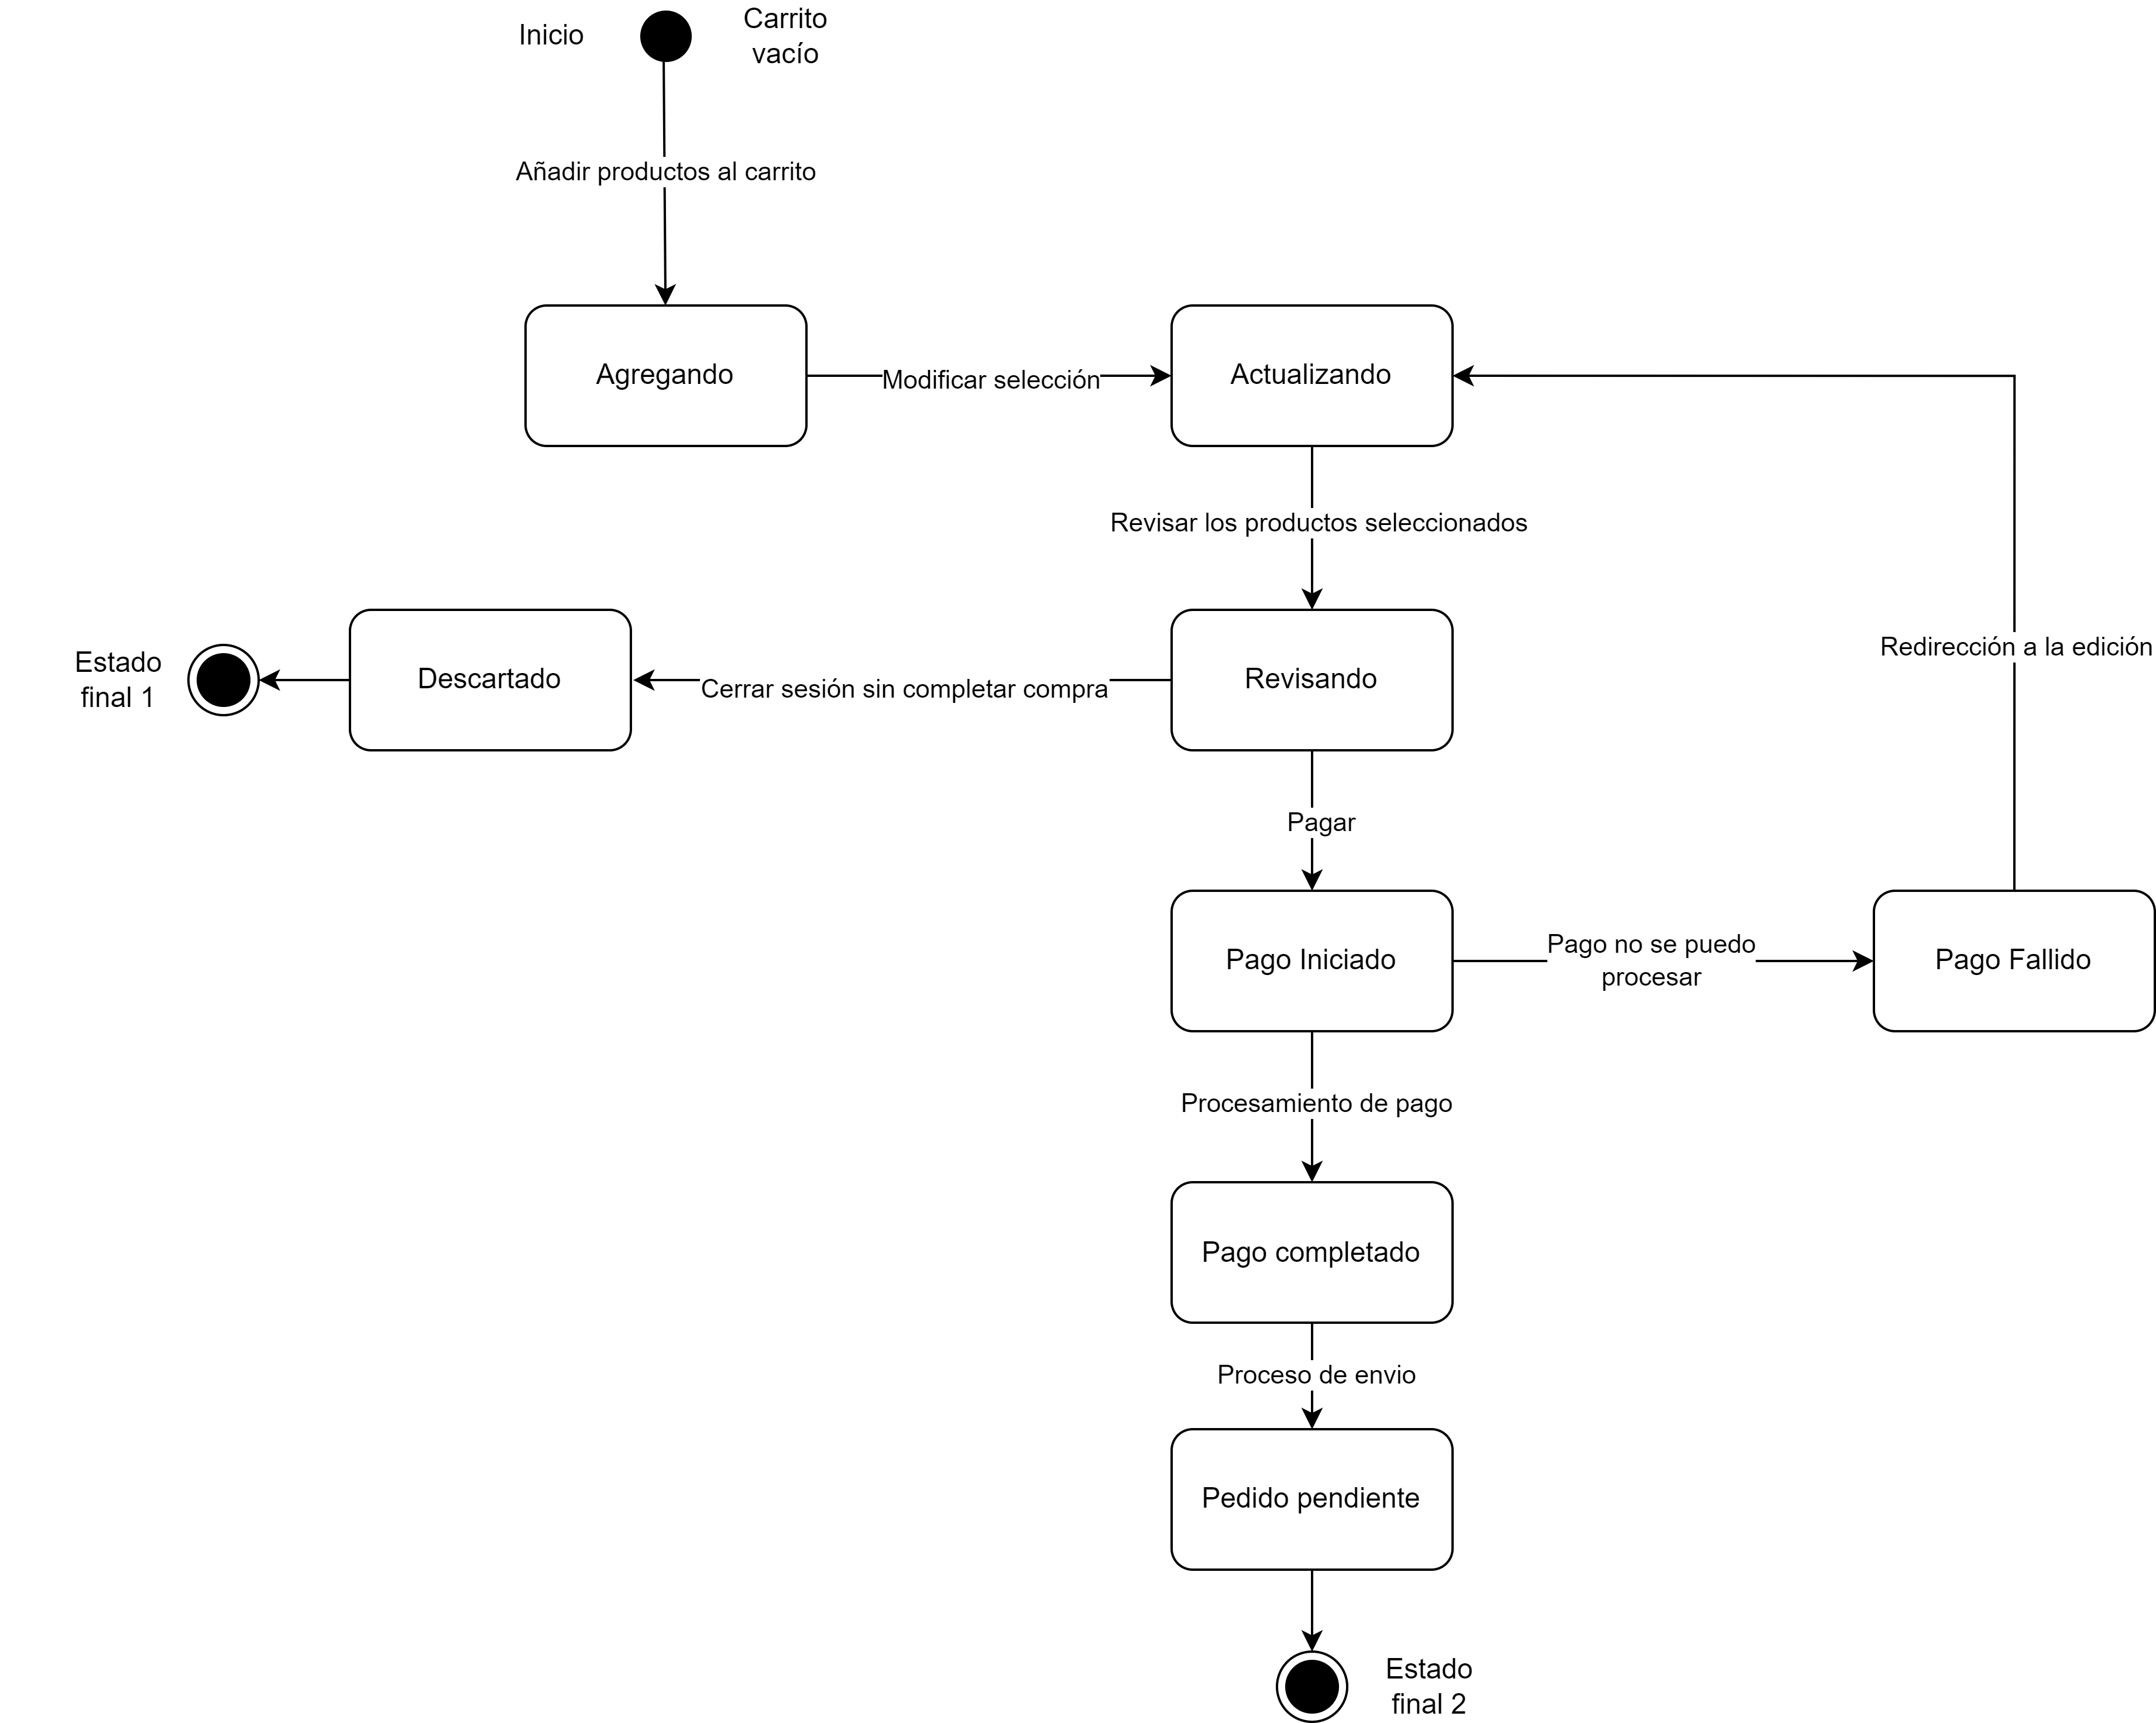 Inicio
Carrito
vacío
Añadir productos al carrito
Agregando
Modificar selección
Actualizando
Revisar los productos seleccionados
Redirección a la edición
Estado
final 1
Descartado
Cerrar sesión sin completar compra
Revisando
Pagar
Pago Iniciado
Pago no se puedo
procesar
Pago Fallido
Procesamiento de pago
Pago completado
Proceso de envio
Pedido pendiente
Estado
final 2